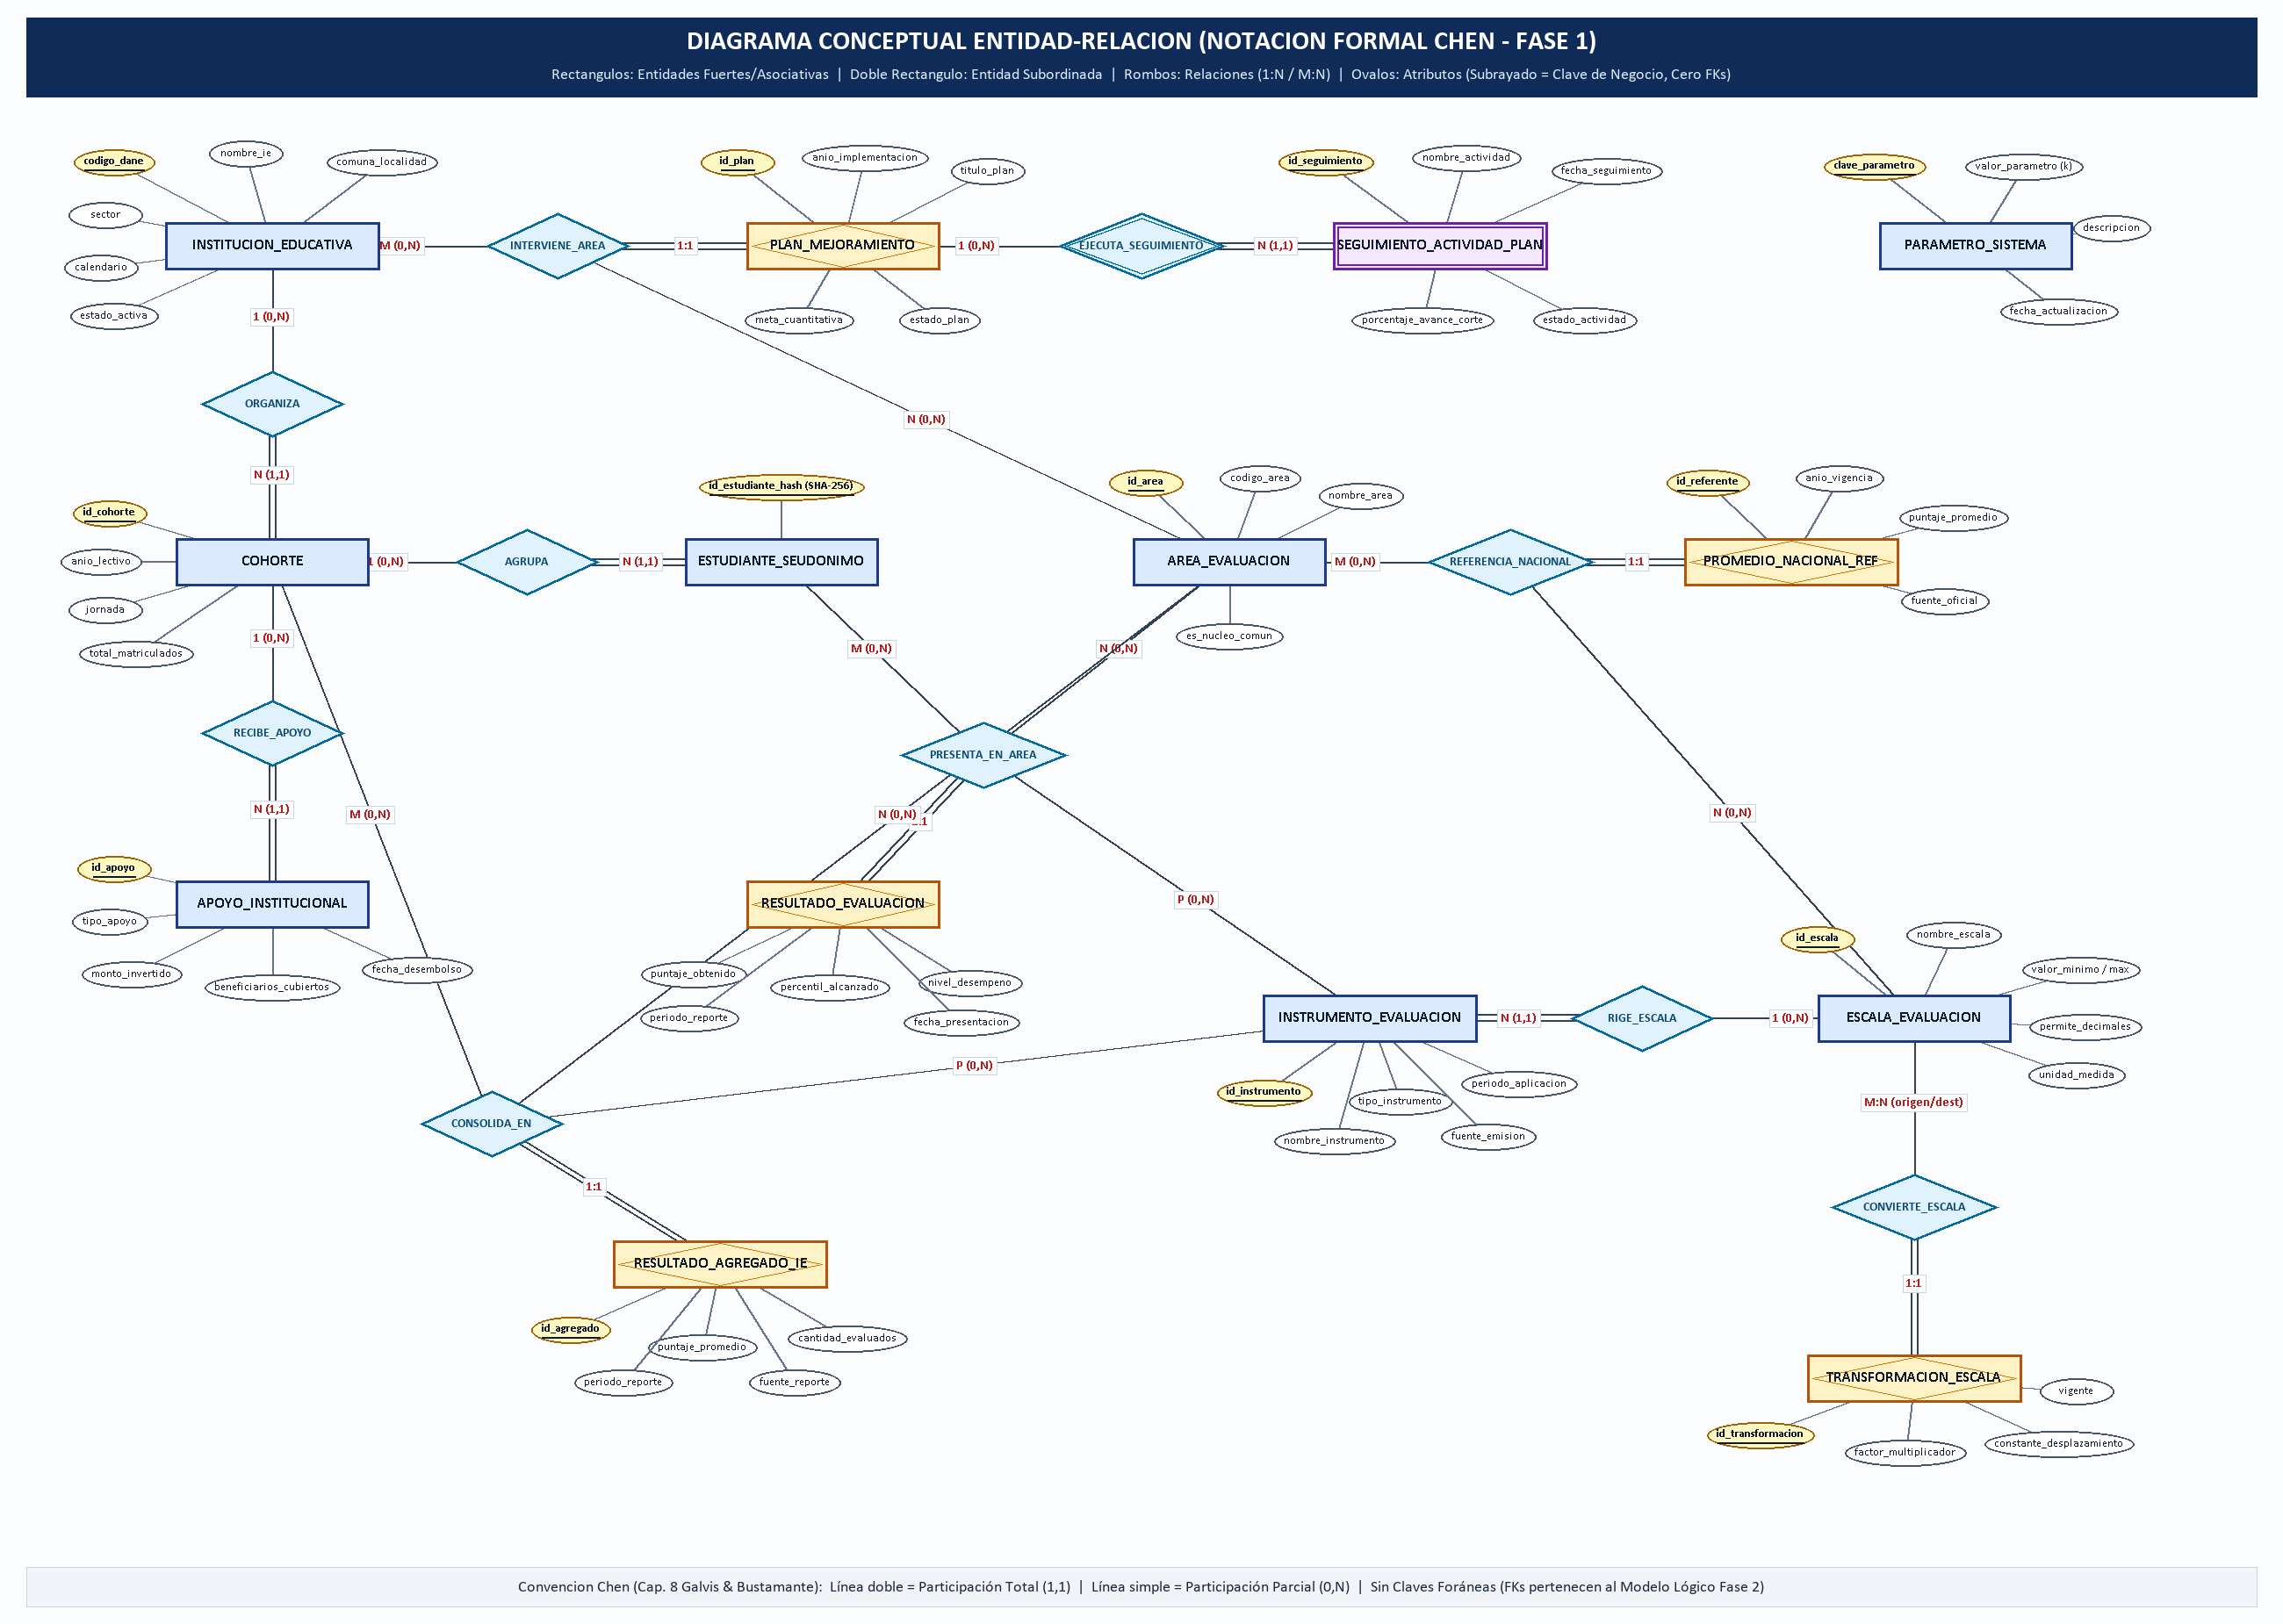 DIAGRAMA CONCEPTUAL ENTIDAD-RELACION (NOTACION FORMAL CHEN - FASE 1)
Rectangulos: Entidades Fuertes/Asociativas | Doble Rectangulo: Entidad Subordinada | Rombos: Relaciones (1:N / M:N) | Ovalos: Atributos (Subrayado = Clave de Negocio, Cero FKs)
codigo_dane
nombre_ie
comuna_localidad
sector
calendario
estado_activa
INSTITUCION_EDUCATIVA
M (0,N)
INTERVIENE_AREA
1:1
id_plan
anio_implementacion
titulo_plan
PLAN_MEJORAMIENTO
meta_cuantitativa
estado_plan
1 (0,N)
EJECUTA_SEGUIMIENTO
N (1,1)
id_seguimiento
nombre_actividad
fecha_seguimiento
SEGUIMIENTO_ACTIVIDAD_PLAN
porcentaje_avance_corte
estado_actividad
clave_parametro
valor_parametro (k)
descripcion
PARAMETRO_SISTEMA
fecha_actualizacion
1 (0,N)
ORGANIZA
N (1,1)
N (0,N)
id_cohorte
anio_lectivo
jornada
total_matriculados
COHORTE
1 (0,N)
AGRUPA
N (1,1)
id_estudiante_hash (SHA-256)
ESTUDIANTE_SEUDONIMO
id_area
codigo_area
nombre_area
AREA_EVALUACION
es_nucleo_comun
M (0,N)
REFERENCIA_NACIONAL
1:1
id_referente
anio_vigencia
puntaje_promedio
PROMEDIO_NACIONAL_REF
fuente_oficial
1 (0,N)
M (0,N)
N (0,N)
RECIBE_APOYO
PRESENTA_EN_AREA
N (1,1)
M (0,N)
N (0,N)
:1
N (0,N)
id_apoyo
tipo_apoyo
monto_invertido
beneficiarios_cubiertos
fecha_desembolso
APOYO_INSTITUCIONAL
RESULTADO_EVALUACION
puntaje_obtenido
periodo_reporte
percentil_alcanzado
nivel_desempeno
fecha_presentacion
P (0,N)
P (0,N)
INSTRUMENTO_EVALUACION
id_instrumento
nombre_instrumento
tipo_instrumento
fuente_emision
periodo_aplicacion
N (1,1)
RIGE_ESCALA
1 (0,N)
id_escala
nombre_escala
valor_minimo / max
permite_decimales
unidad_medida
ESCALA_EVALUACION
M:N (origen/dest)
CONSOLIDA_EN
1:1
CONVIERTE_ESCALA
1:1
RESULTADO_AGREGADO_IE
id_agregado
periodo_reporte
puntaje_promedio
fuente_reporte
cantidad_evaluados
TRANSFORMACION_ESCALA
vigente
id_transformacion
factor_multiplicador
constante_desplazamiento
Convencion Chen (Cap. 8 Galvis & Bustamante): Línea doble = Participación Total (1,1) | Línea simple = Participación Parcial (0,N) | Sin Claves Foráneas (FKs pertenecen al Modelo Lógico Fase 2)